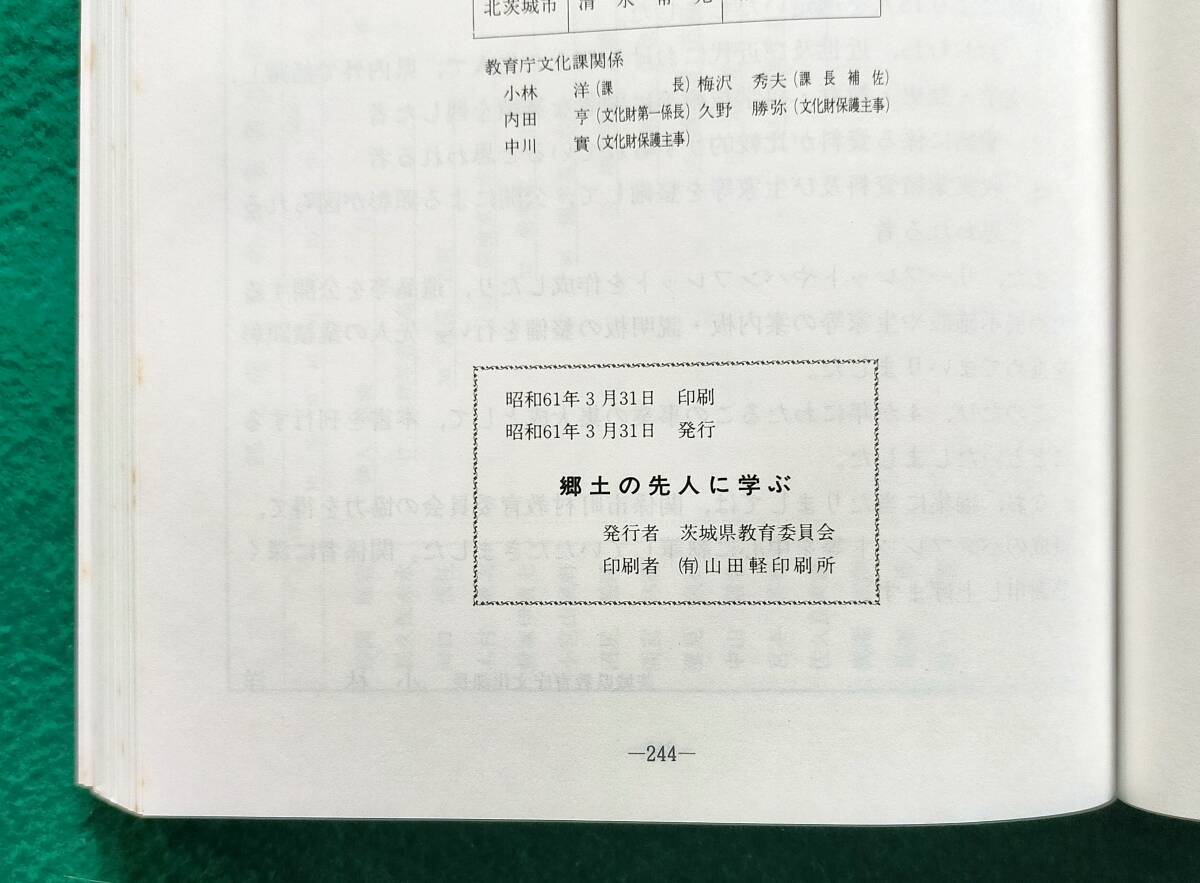 北茨城市
教育庁文化課関係
小林 洋(課 長)梅沢 秀夫(課長補佐)
内田 亨(文化財第一係長)久野 勝弥(文化財保護主事)
中川 實(文化財保護主事)
昭和61年3月31日 印刷
昭和61年3月31日 発行
郷土の先人に学ぶ
発行者 茨城県教育委員会
印刷者 ㈲山田軽印刷所
—244—